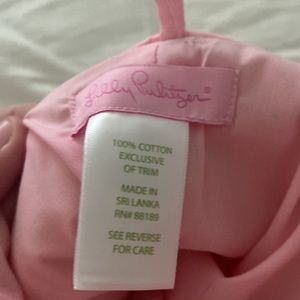 Lilly Pulitzer®
100% COTTON
EXCLUSIVE
OF TRIM
MADE IN
SRI LANKA
RN# 88189
SEE REVERSE
FOR CARE